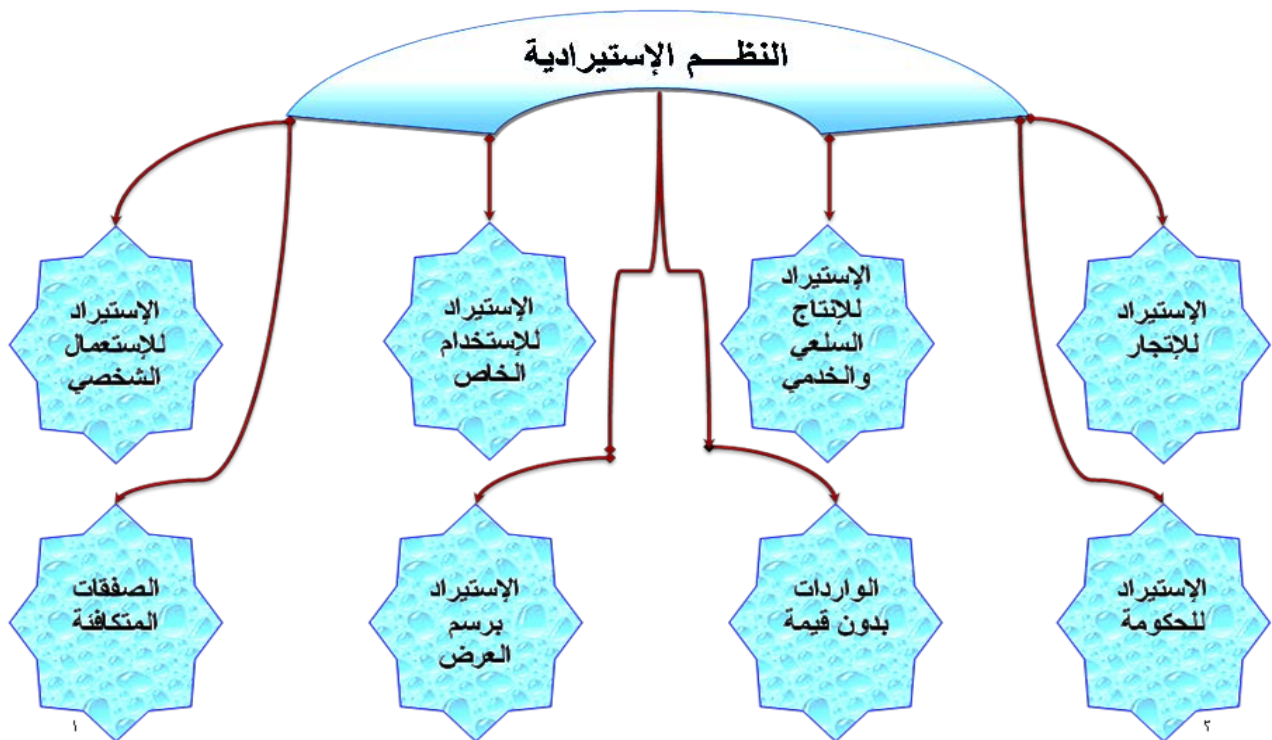 النظـــم الإستيرادية
الإستيراد
للإتجار
الإستيراد
للإنتاج
السلعي
والخدمي
الإستيراد
للإستخدام
الخاص
الإستيراد
للإستعمال
الشخصي
الإستيراد
للحكومة
الواردات
بدون قيمة
الإستيراد
برسم
العرض
الصفقات
المتكافئة
٢
١